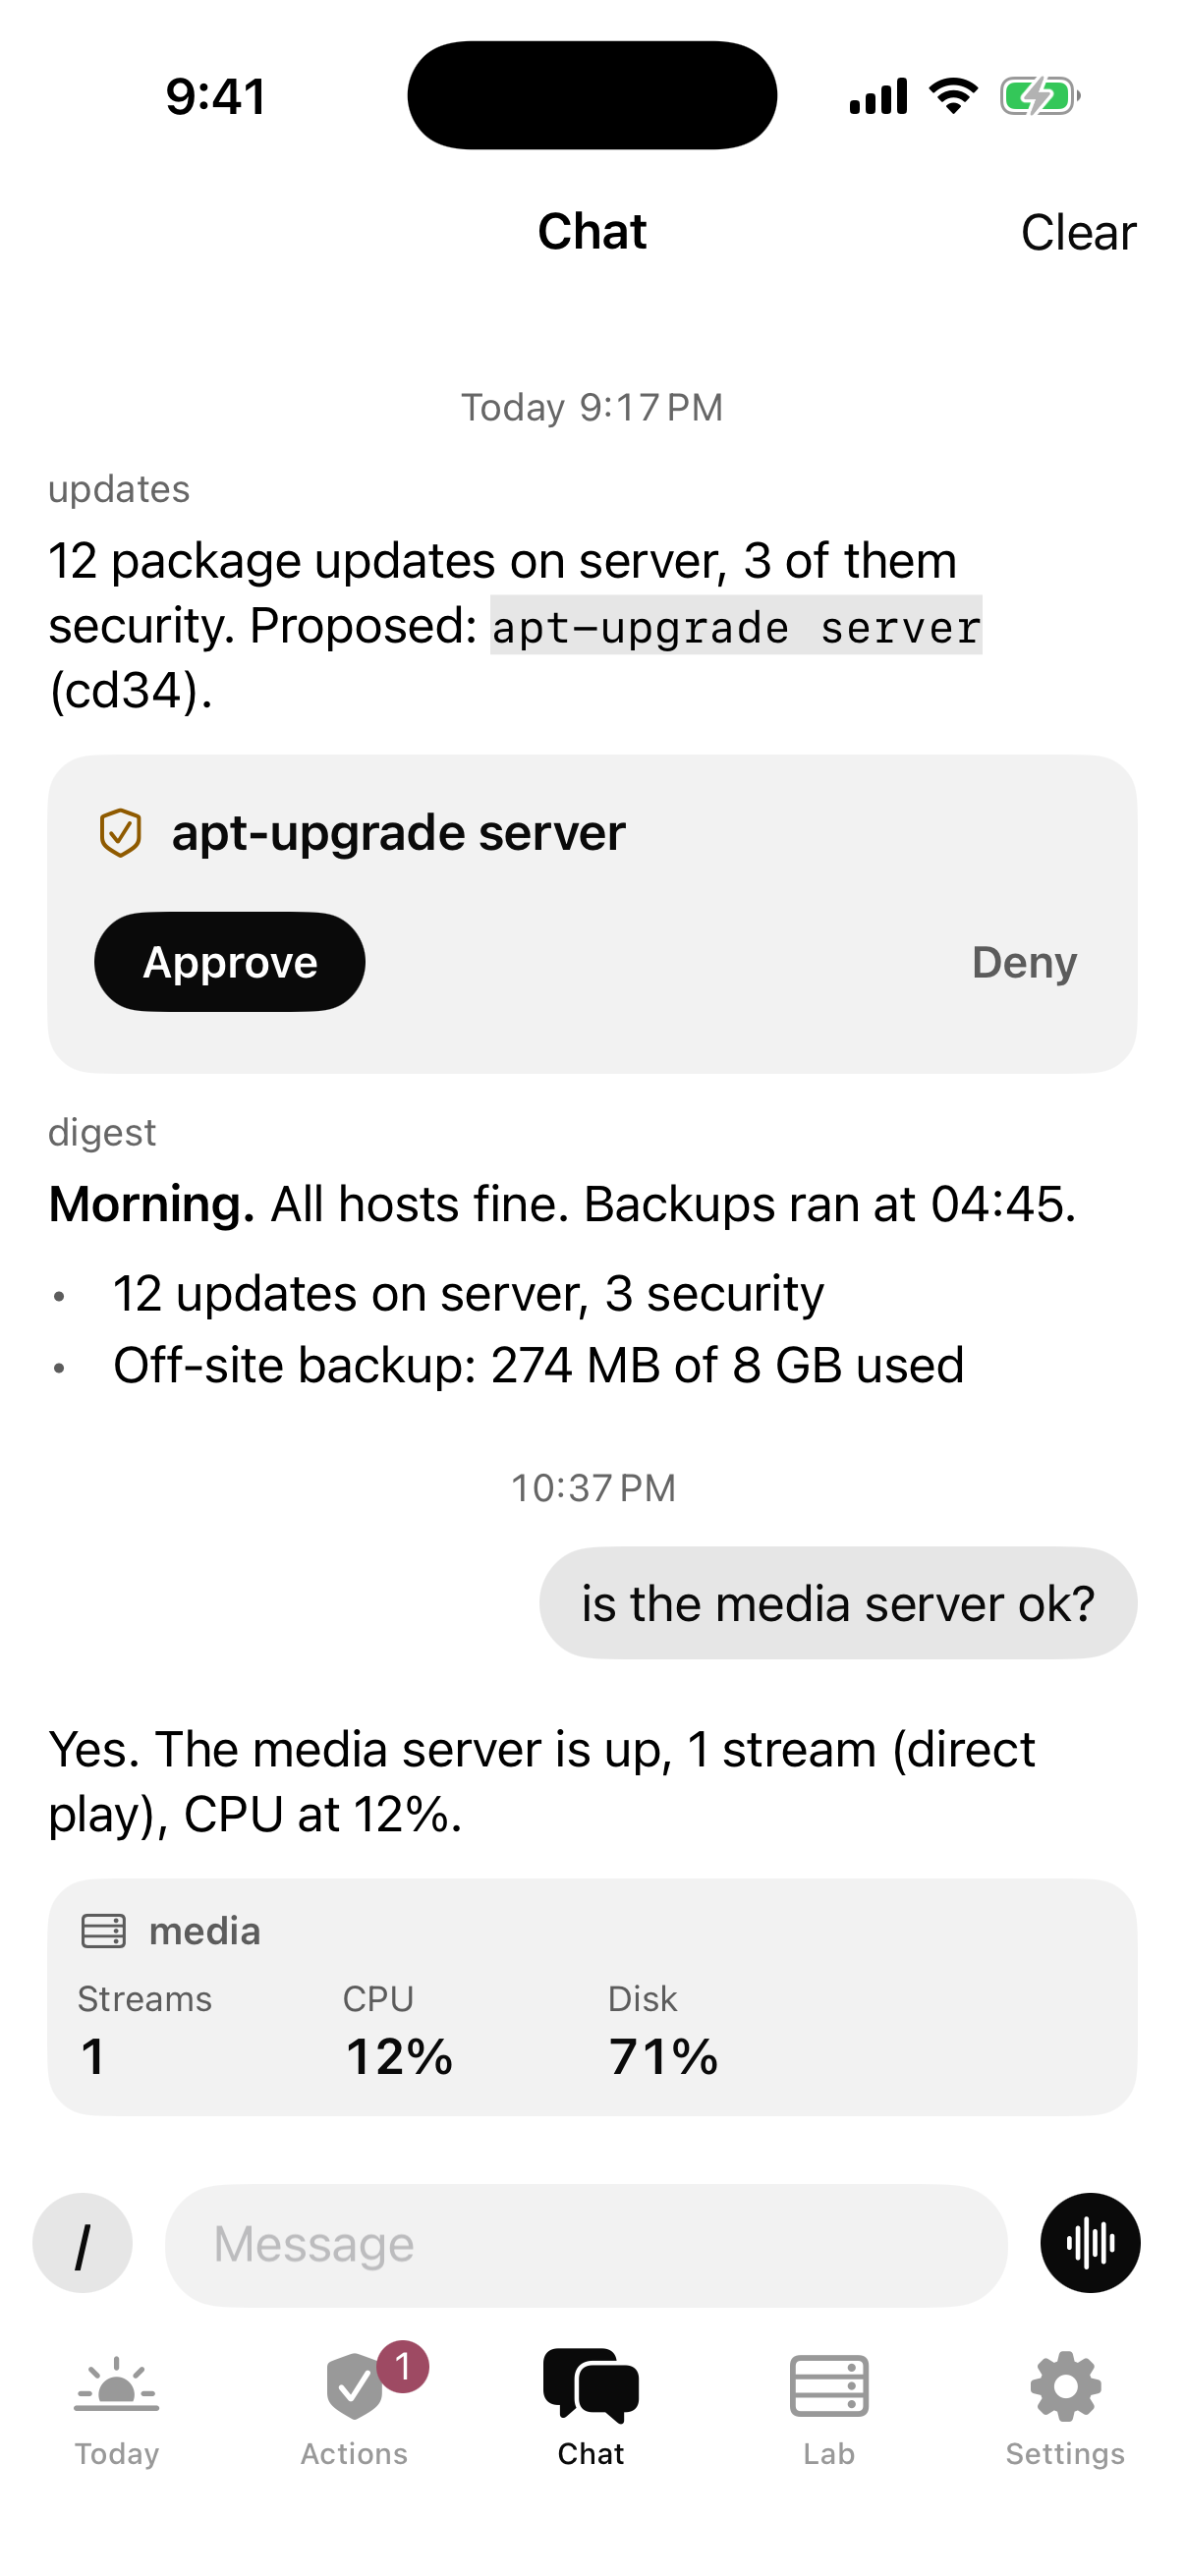 9:41
Chat
Clear
Today 9:17 PM
updates
12 package updates on server, 3 of them
security. Proposed: apt-upgrade server
(cd34).
apt-upgrade server
Approve
Deny
digest
Morning. All hosts fine. Backups ran at 04:45.
• 12 updates on server, 3 security
• Off-site backup: 274 MB of 8 GB used
10:37 PM
is the media server ok?
Yes. The media server is up, 1 stream (direct
play), CPU at 12%.
media
Streams CPU Disk
1 12% 71%
/
Message
1
Today Actions Chat Lab Settings